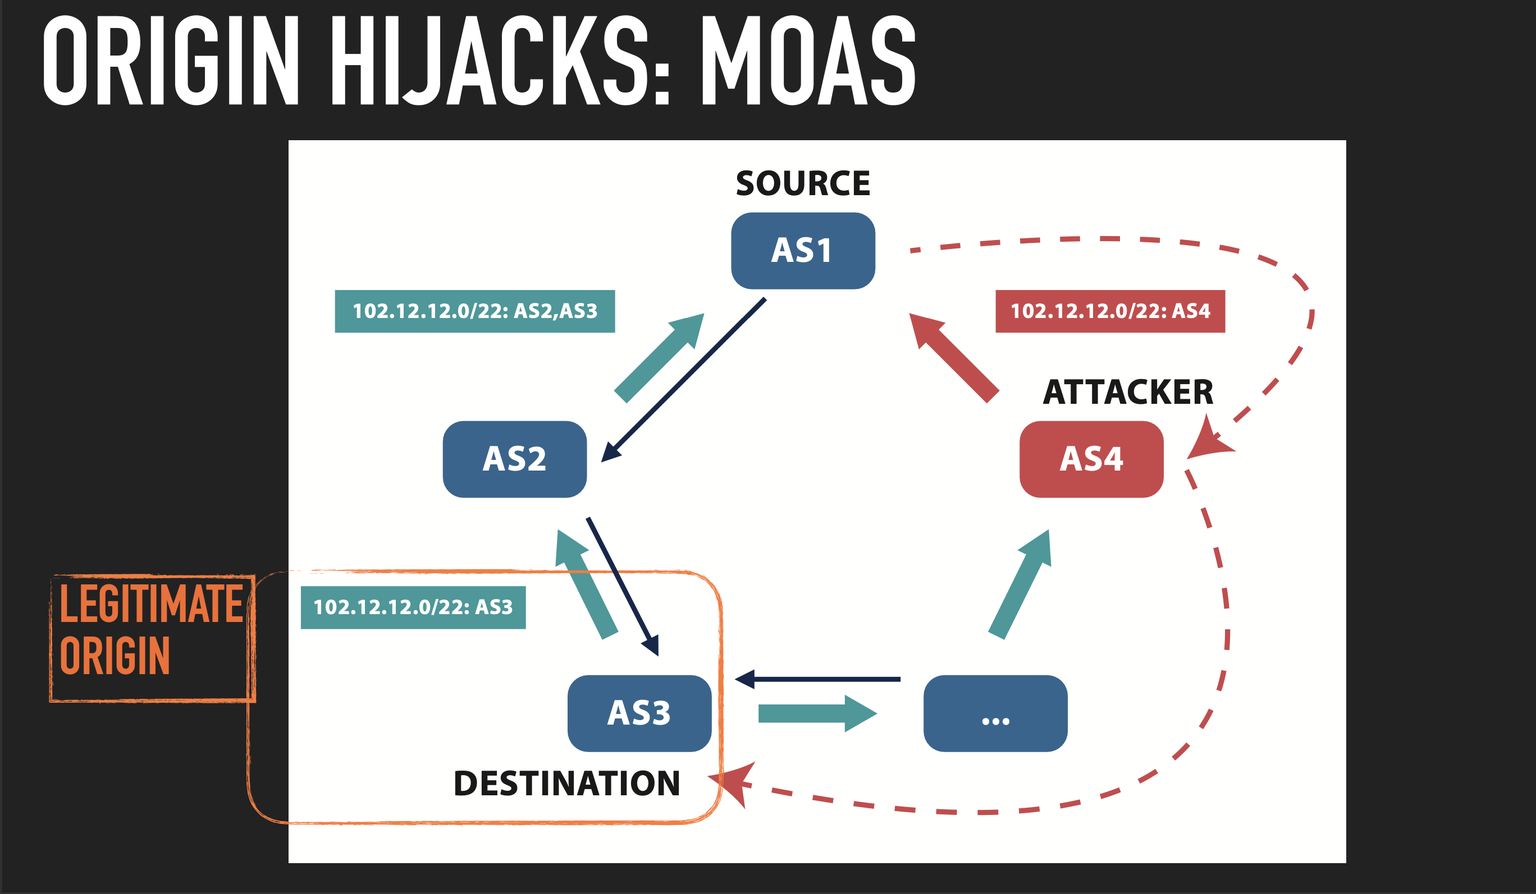 ORIGIN HIJACKS: MOAS
SOURCE
AS1
102.12.12.0/22: AS2,AS3
102.12.12.0/22: AS4
ATTACKER
AS2
AS4
LEGITIMATE
ORIGIN
102.12.12.0/22: AS3
AS3
...
DESTINATION